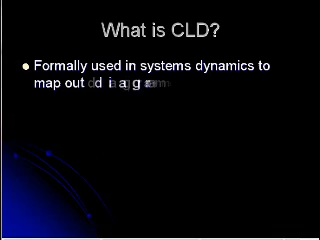 What is CLD?
Formally used in systems dynamics to
map out